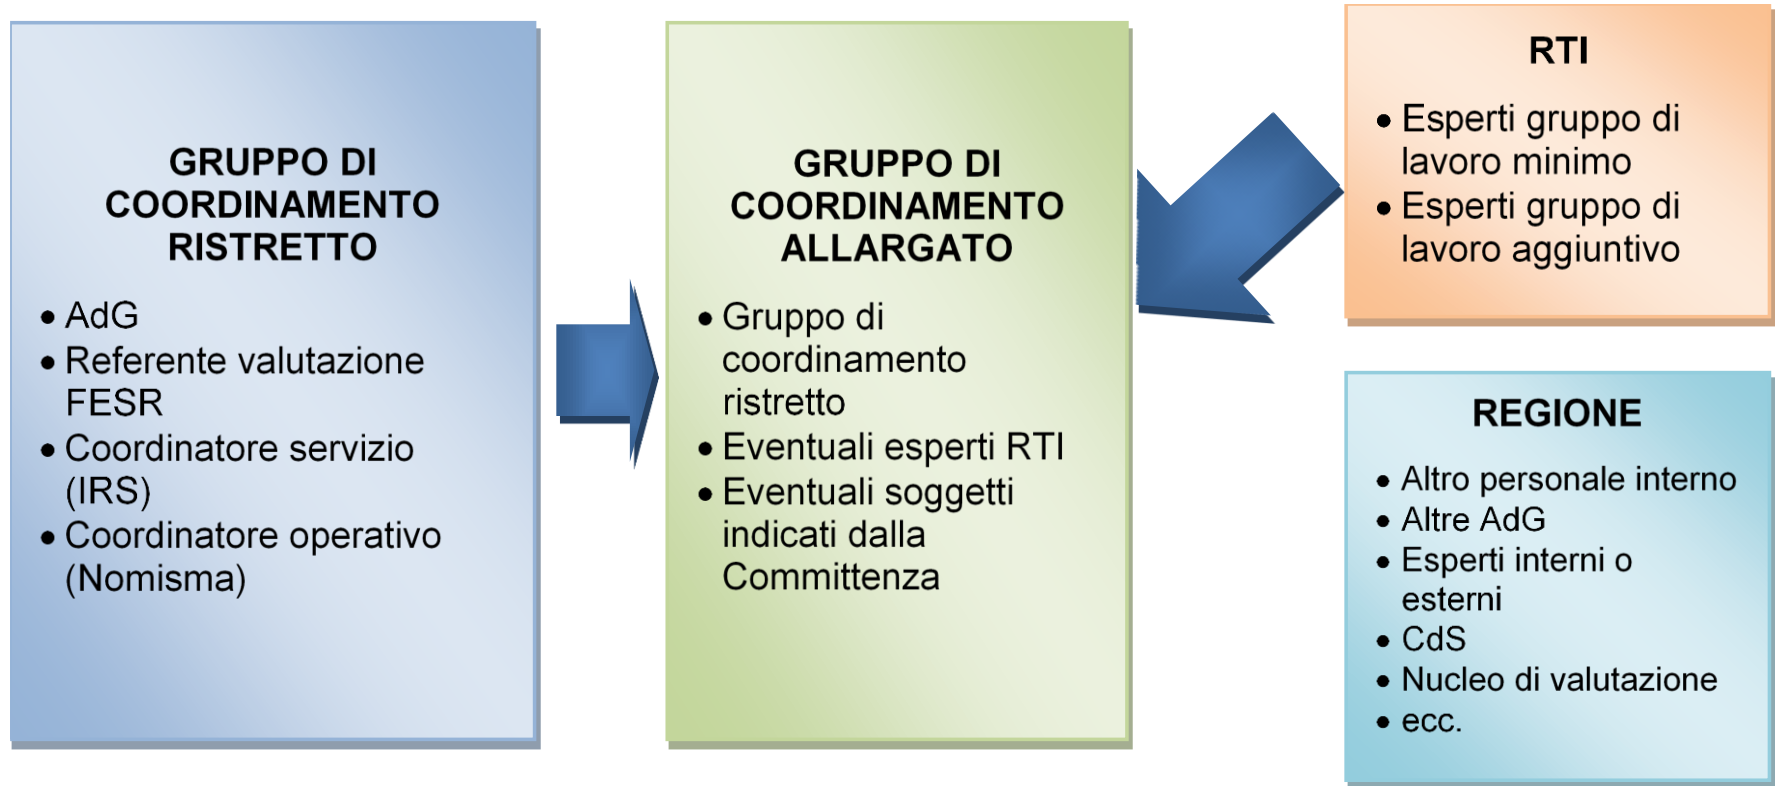 GRUPPO DI
COORDINAMENTO
RISTRETTO
• AdG
• Referente valutazione
FESR
• Coordinatore servizio
(IRS)
• Coordinatore operativo
(Nomisma)
GRUPPO DI
COORDINAMENTO
ALLARGATO
• Gruppo di
coordinamento
ristretto
• Eventuali esperti RTI
• Eventuali soggetti
indicati dalla
Committenza
RTI
• Esperti gruppo di
lavoro minimo
• Esperti gruppo di
lavoro aggiuntivo
REGIONE
• Altro personale interno
• Altre AdG
• Esperti interni o
esterni
• CdS
• Nucleo di valutazione
• ecc.